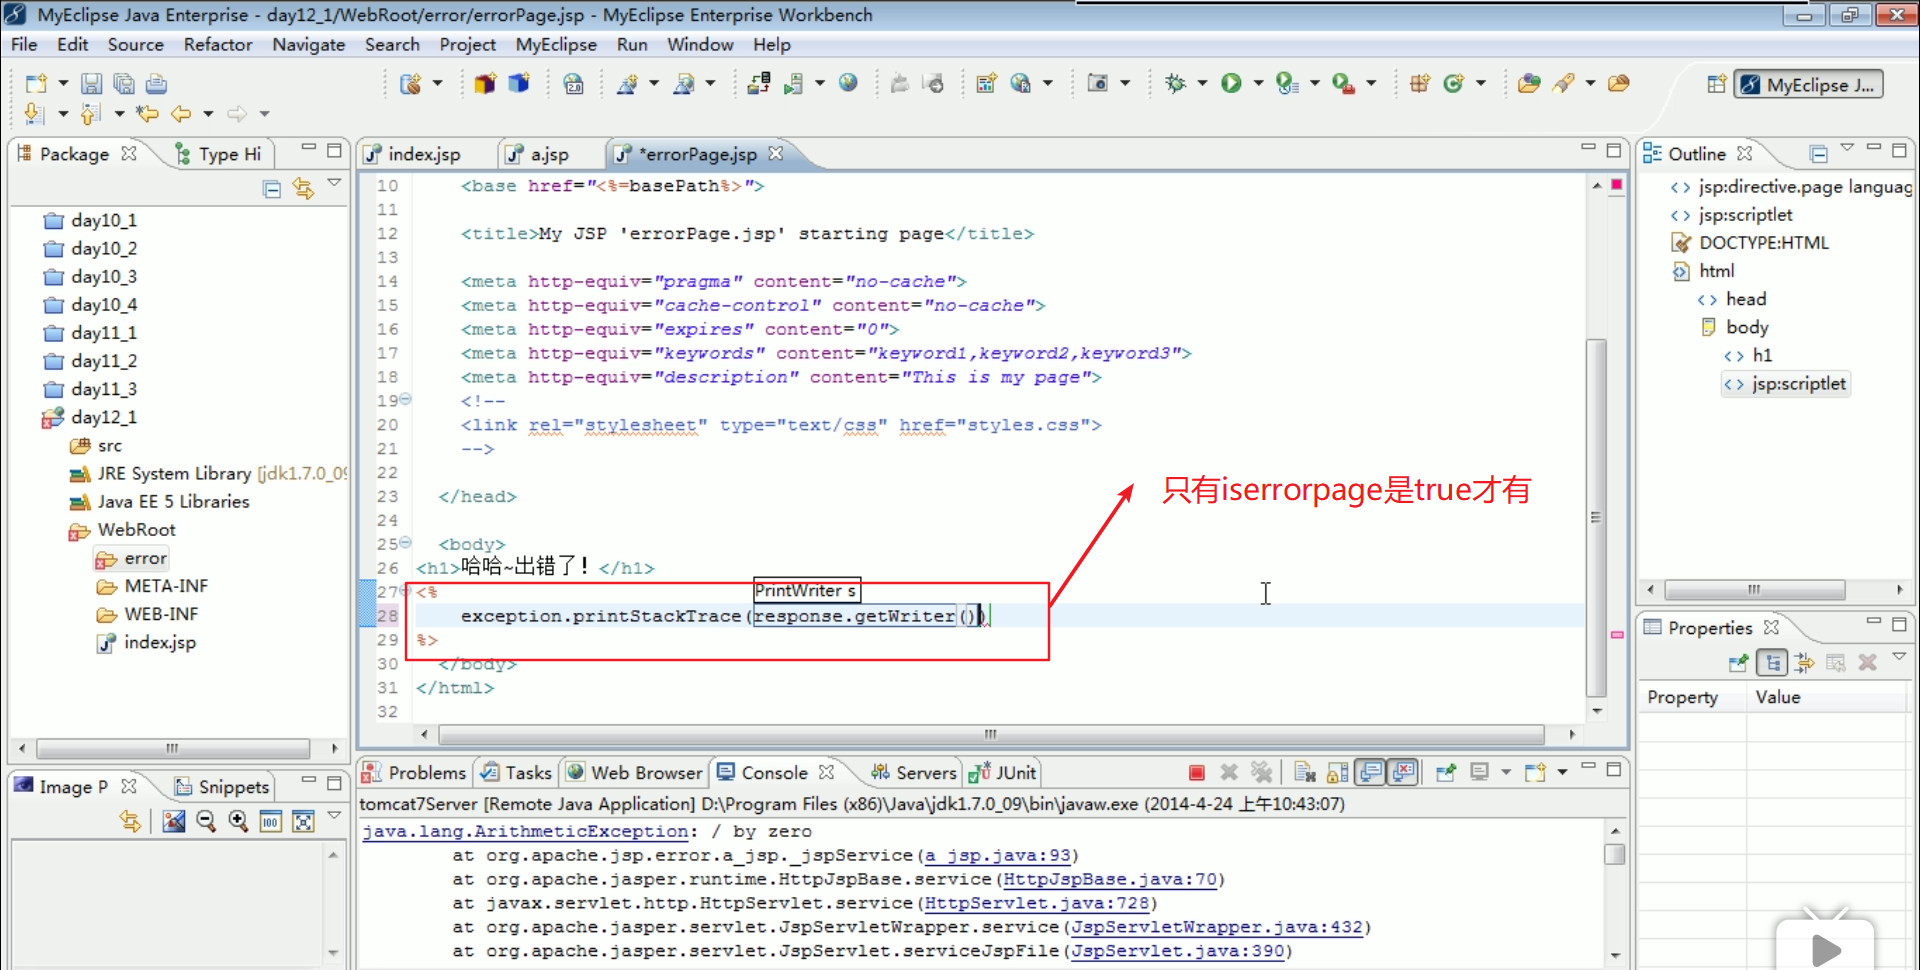 MyEclipse Java Enterprise - day12_1/WebRoot/error/errorPage.jsp - MyEclipse Enterprise Workbench
File Edit Source Refactor Navigate Search Project MyEclipse Run Window Help
MyEclipse J...
Package
Type Hi
day10_1
day10_2
day10_3
day10_4
day11_1
day11_2
day11_3
day12_1
src
JRE System Library [jdk1.7.0_09
Java EE 5 Libraries
WebRoot
error
META-INF
WEB-INF
index.jsp
Image P
Snippets
index.jsp
a.jsp
*errorPage.jsp
10 <base href="<%=basePath%>">
11
12 <title>My JSP 'errorPage.jsp' starting page</title>
13
14 <meta http-equiv="pragma" content="no-cache">
15 <meta http-equiv="cache-control" content="no-cache">
16 <meta http-equiv="expires" content="0">
17 <meta http-equiv="keywords" content="keyword1,keyword2,keyword3">
18 <meta http-equiv="description" content="This is my page">
19 <!--
20 <link rel="stylesheet" type="text/css" href="styles.css">
21 -->
22
23 </head>
24
25 <body>
26 <h1>哈哈~出错了！</h1>
27 <%
PrintWriter s
28 exception.printStackTrace(response.getWriter())
29 %>
30 </body>
31 </html>
32
只有iserrorpage是true才有
Problems Tasks Web Browser Console Servers JUnit
tomcat7Server [Remote Java Application] D:\Program Files (x86)\Java\jdk1.7.0_09\bin\javaw.exe (2014-4-24 上午10:43:07)
java.lang.ArithmeticException: / by zero
at org.apache.jsp.error.a_jsp._jspService(a_jsp.java:93)
at org.apache.jasper.runtime.HttpJspBase.service(HttpJspBase.java:70)
at javax.servlet.http.HttpServlet.service(HttpServlet.java:728)
at org.apache.jasper.servlet.JspServletWrapper.service(JspServletWrapper.java:432)
at org.apache.jasper.servlet.JspServlet.serviceJspFile(JspServlet.java:390)
Outline
jsp:directive.page languag
jsp:scriptlet
DOCTYPE:HTML
html
head
body
h1
jsp:scriptlet
Properties
Property Value